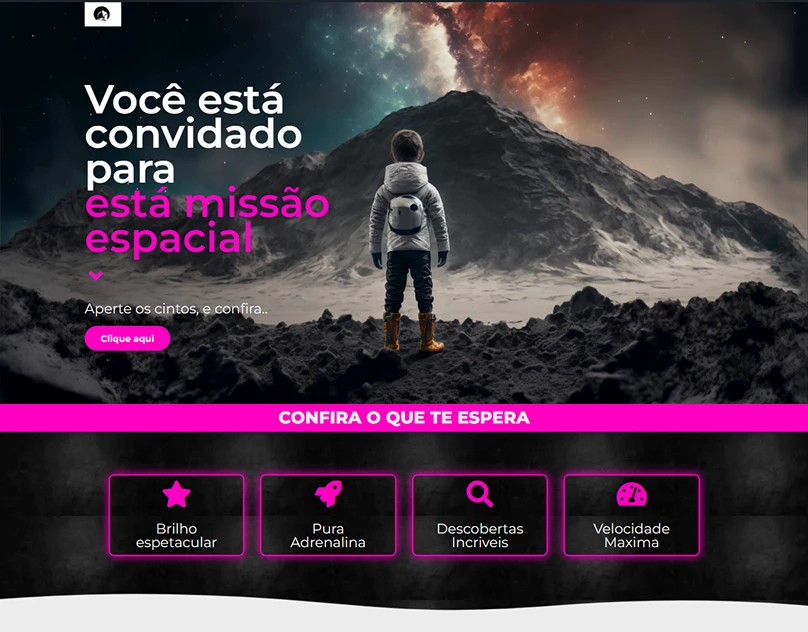 Você está
convidado
para
está missão
espacial
Aperte os cintos, e confira..
Clique aqui
CONFIRA O QUE TE ESPERA
Brilho
espetacular
Pura
Adrenalina
Descobertas
Incriveis
Velocidade
Maxima